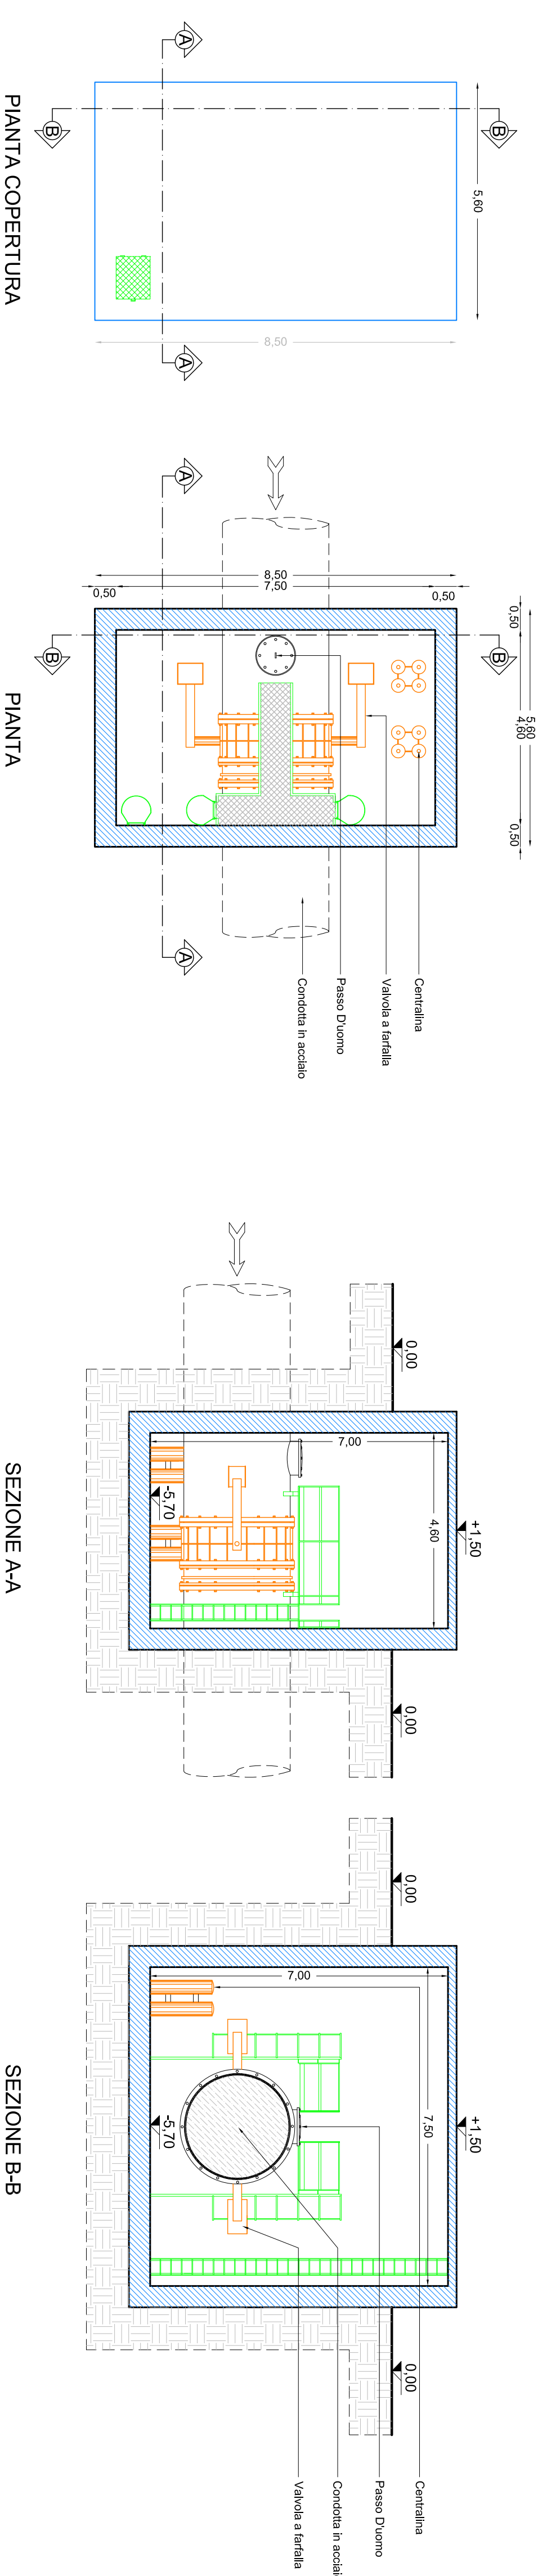 A
A
B
B
5,60
8,50
PIANTA COPERTURA
A
A
B
B
8,50
7,50
0,50
0,50
0,50
5,60
4,60
0,50
Centralina
Valvola a farfalla
Passo D'uomo
Condotta in acciaio
PIANTA
0,00
+1,50
7,00
4,60
-5,70
0,00
SEZIONE A-A
0,00
+1,50
7,00
7,50
-5,70
0,00
Centralina
Passo D'uomo
Condotta in acciaio
Valvola a farfalla
SEZIONE B-B